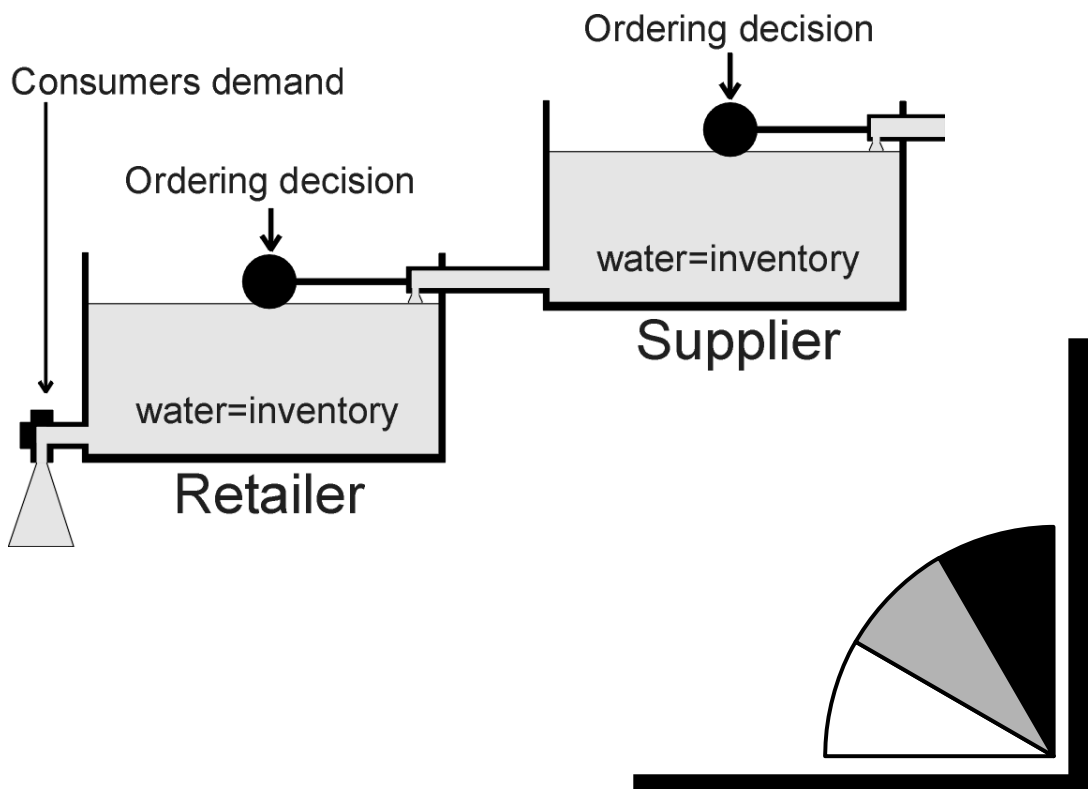 Ordering decision
Consumers demand
Ordering decision
water=inventory
Supplier
water=inventory
Retailer